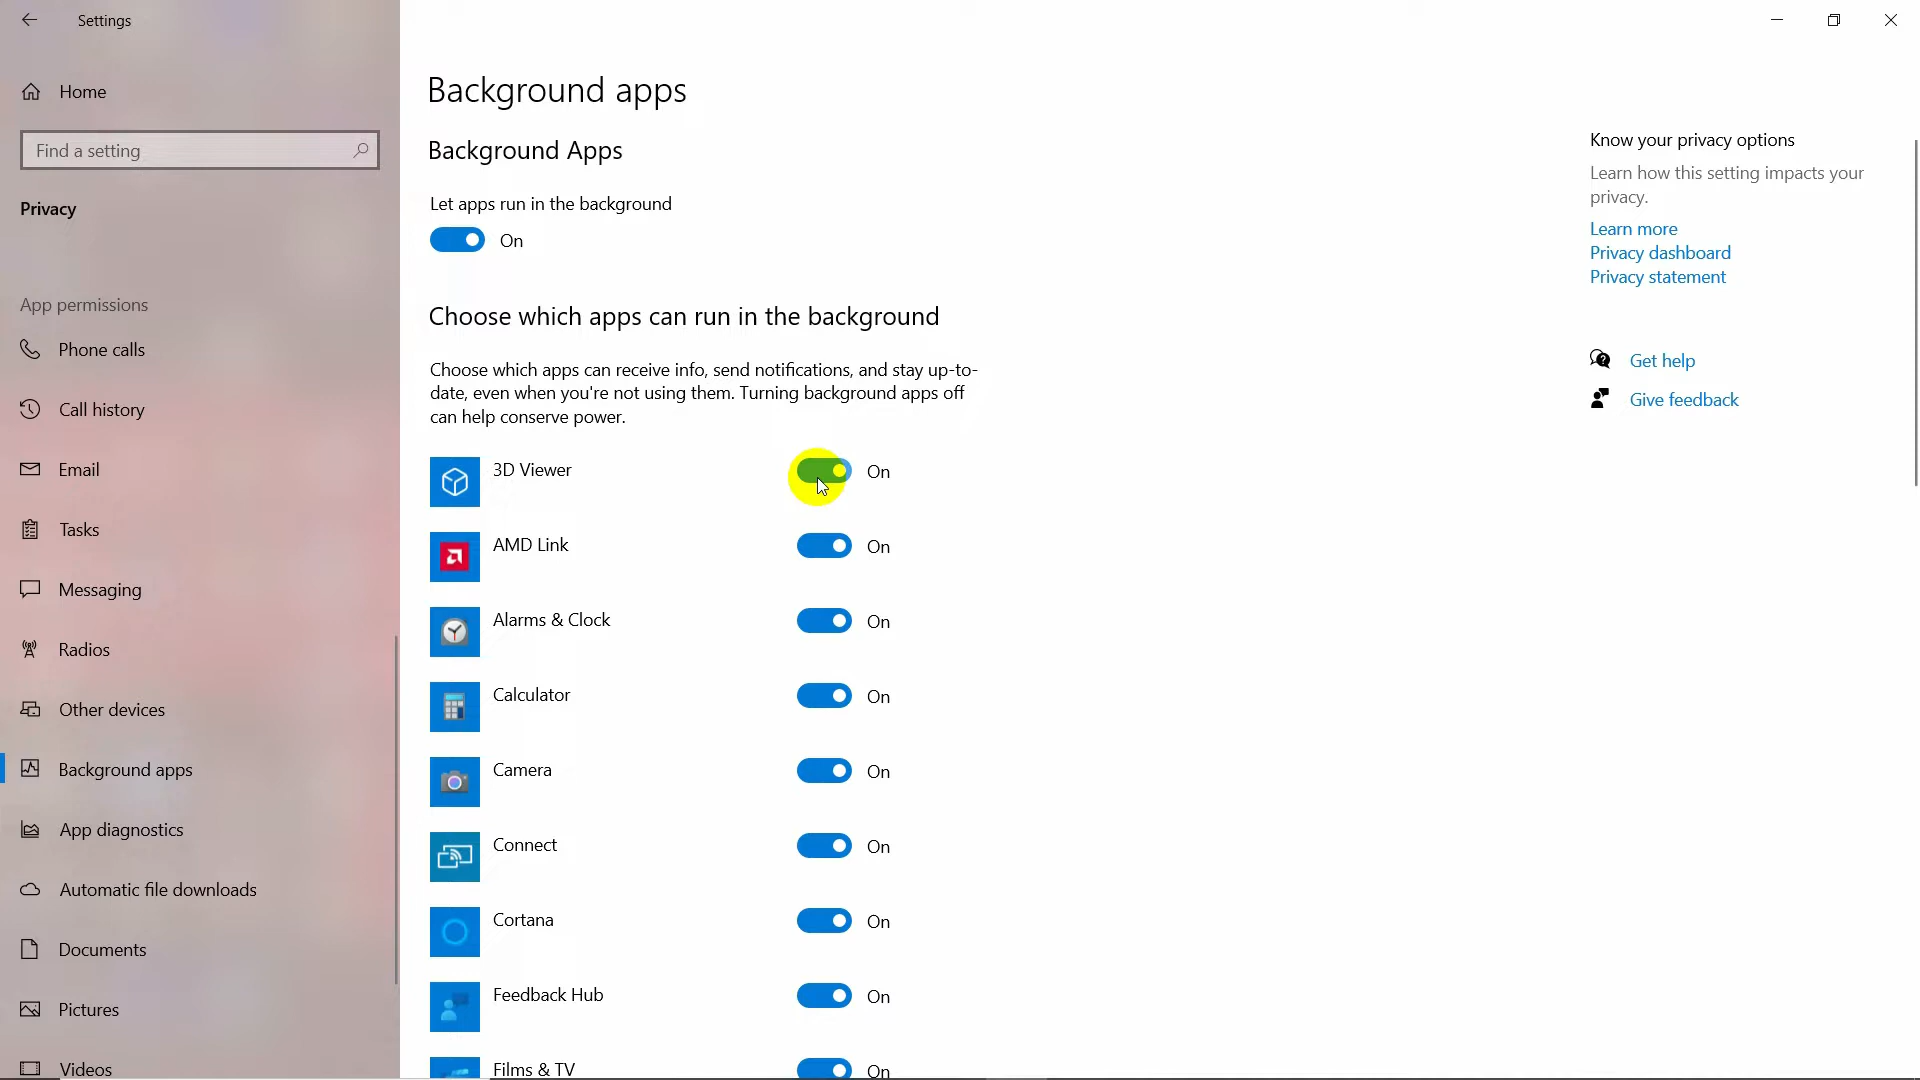 Settings
Home
Find a setting
Privacy
App permissions
Phone calls
Call history
Email
Tasks
Messaging
Radios
Other devices
Background apps
App diagnostics
Automatic file downloads
Documents
Pictures
Videos
Background apps
Background Apps
Let apps run in the background
On
Choose which apps can run in the background
Choose which apps can receive info, send notifications, and stay up-to-
date, even when you're not using them. Turning background apps off
can help conserve power.
3D Viewer On
AMD Link On
Alarms & Clock On
Calculator On
Camera On
Connect On
Cortana On
Feedback Hub On
Films & TV On
Know your privacy options
Learn how this setting impacts your
privacy.
Learn more
Privacy dashboard
Privacy statement
Get help
Give feedback